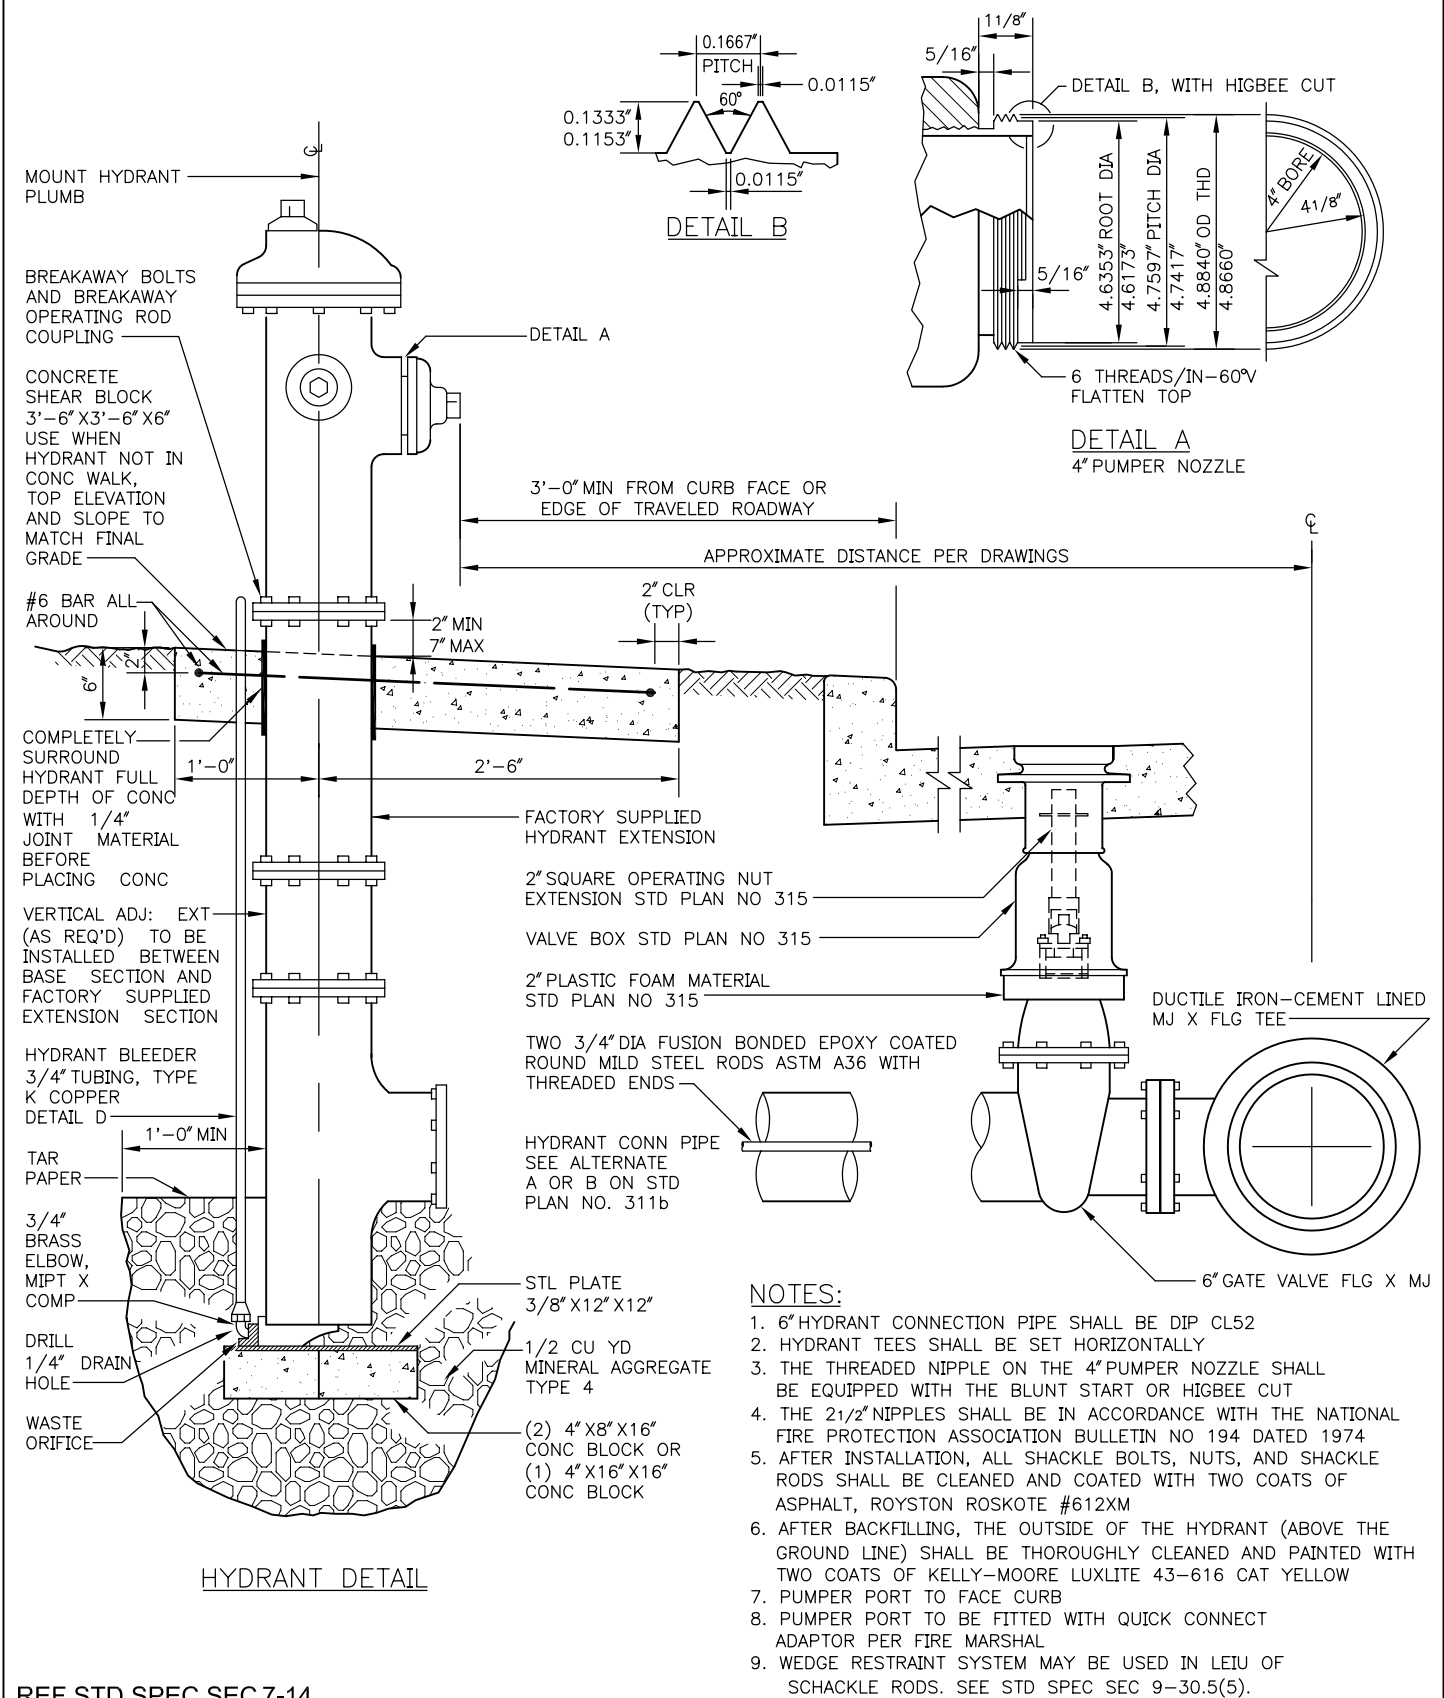 MOUNT HYDRANT
PLUMB
BREAKAWAY BOLTS
AND BREAKAWAY
OPERATING ROD
COUPLING
CONCRETE
SHEAR BLOCK
3'-6" X3'-6" X6"
USE WHEN
HYDRANT NOT IN
CONC WALK,
TOP ELEVATION
AND SLOPE TO
MATCH FINAL
GRADE
#6 BAR ALL
AROUND
2"
6"
COMPLETELY
SURROUND
HYDRANT FULL
DEPTH OF CONC
WITH 1/4"
JOINT MATERIAL
BEFORE
PLACING CONC
1'-0"
2'-6"
VERTICAL ADJ: EXT
(AS REQ'D) TO BE
INSTALLED BETWEEN
BASE SECTION AND
FACTORY SUPPLIED
EXTENSION SECTION
HYDRANT BLEEDER
3/4" TUBING, TYPE
K COPPER
DETAIL D
1'-0" MIN
TAR
PAPER
3/4"
BRASS
ELBOW,
MIPT X
COMP
DRILL
1/4" DRAIN
HOLE
WASTE
ORIFICE
HYDRANT DETAIL
REF STD SPEC SEC 7-14
℄
0.1667"
PITCH
0.0115"
60°
0.1333"
0.1153"
0.0115"
DETAIL B
11/8"
5/16"
DETAIL B, WITH HIGBEE CUT
4.6353" ROOT DIA
4.6173"
4.7597" PITCH DIA
4.7417"
4.8840" OD THD
4.8660"
4" BORE
41/8"
5/16"
6 THREADS/IN-60°V
FLATTEN TOP
DETAIL A
4" PUMPER NOZZLE
DETAIL A
3'-0" MIN FROM CURB FACE OR
EDGE OF TRAVELED ROADWAY
℄
APPROXIMATE DISTANCE PER DRAWINGS
2" CLR
(TYP)
2" MIN
7" MAX
FACTORY SUPPLIED
HYDRANT EXTENSION
2" SQUARE OPERATING NUT
EXTENSION STD PLAN NO 315
VALVE BOX STD PLAN NO 315
2" PLASTIC FOAM MATERIAL
STD PLAN NO 315
DUCTILE IRON-CEMENT LINED
MJ X FLG TEE
TWO 3/4" DIA FUSION BONDED EPOXY COATED
ROUND MILD STEEL RODS ASTM A36 WITH
THREADED ENDS
HYDRANT CONN PIPE
SEE ALTERNATE
A OR B ON STD
PLAN NO. 311b
6" GATE VALVE FLG X MJ
STL PLATE
3/8" X12" X12"
1/2 CU YD
MINERAL AGGREGATE
TYPE 4
(2) 4" X8" X16"
CONC BLOCK OR
(1) 4" X16" X16"
CONC BLOCK
NOTES:
1. 6" HYDRANT CONNECTION PIPE SHALL BE DIP CL52
2. HYDRANT TEES SHALL BE SET HORIZONTALLY
3. THE THREADED NIPPLE ON THE 4" PUMPER NOZZLE SHALL
BE EQUIPPED WITH THE BLUNT START OR HIGBEE CUT
4. THE 21/2" NIPPLES SHALL BE IN ACCORDANCE WITH THE NATIONAL
FIRE PROTECTION ASSOCIATION BULLETIN NO 194 DATED 1974
5. AFTER INSTALLATION, ALL SHACKLE BOLTS, NUTS, AND SHACKLE
RODS SHALL BE CLEANED AND COATED WITH TWO COATS OF
ASPHALT, ROYSTON ROSKOTE #612XM
6. AFTER BACKFILLING, THE OUTSIDE OF THE HYDRANT (ABOVE THE
GROUND LINE) SHALL BE THOROUGHLY CLEANED AND PAINTED WITH
TWO COATS OF KELLY-MOORE LUXLITE 43-616 CAT YELLOW
7. PUMPER PORT TO FACE CURB
8. PUMPER PORT TO BE FITTED WITH QUICK CONNECT
ADAPTOR PER FIRE MARSHAL
9. WEDGE RESTRAINT SYSTEM MAY BE USED IN LEIU OF
SCHACKLE RODS. SEE STD SPEC SEC 9-30.5(5).